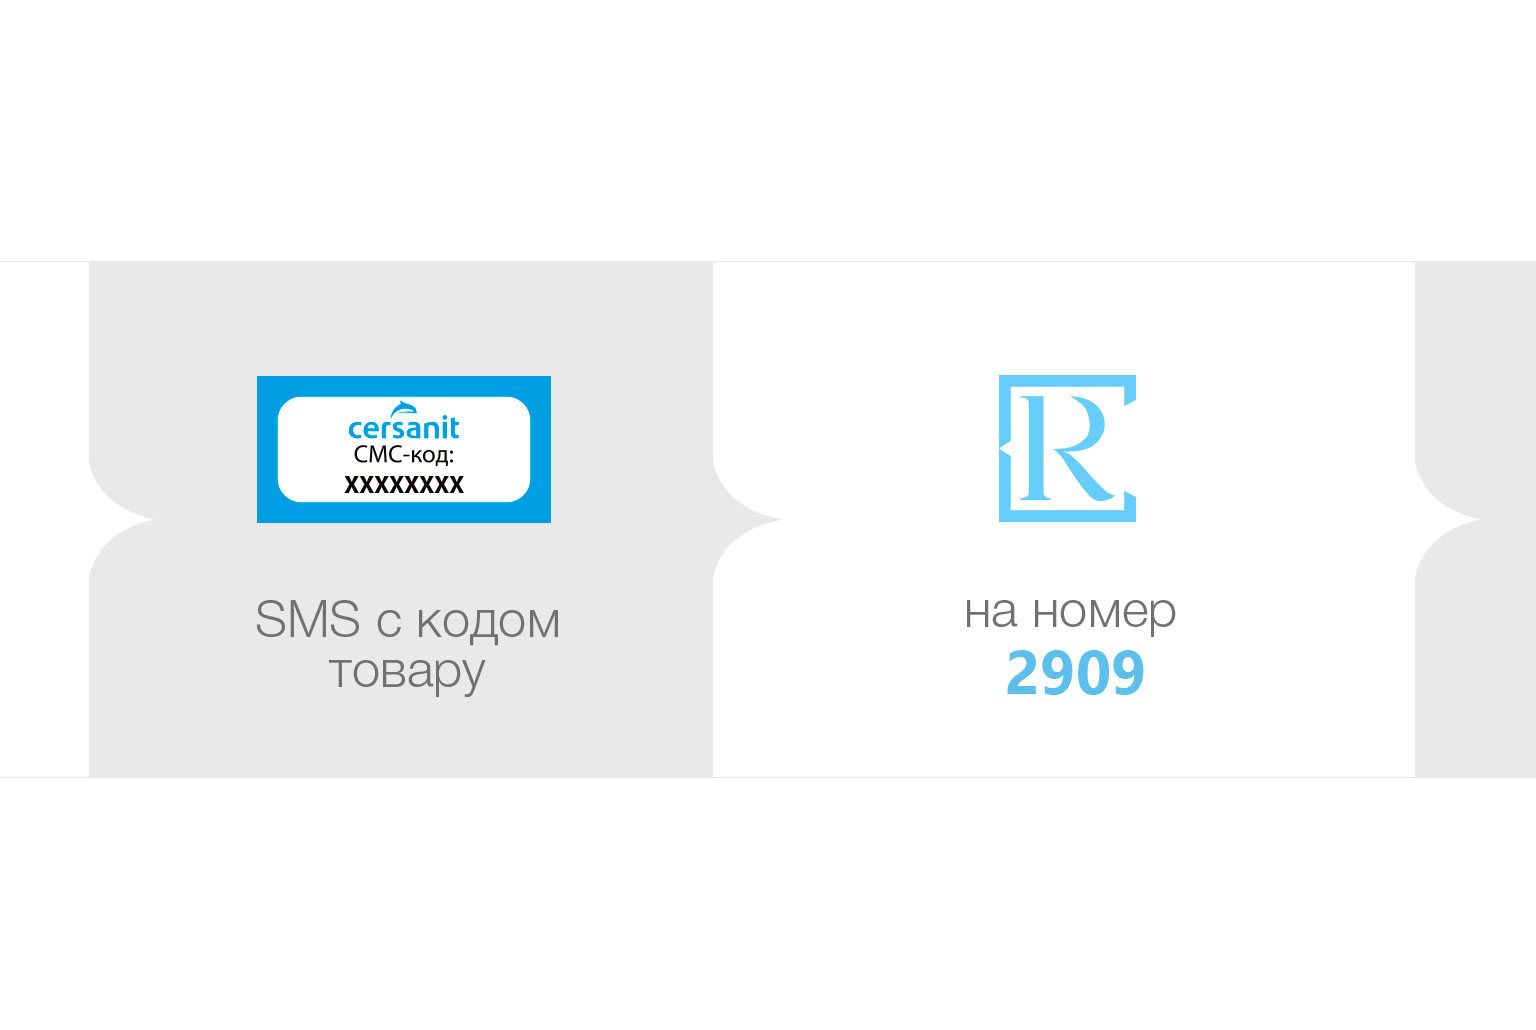 cersanit
СМС-код:
XXXXXXXX
SMS с кодом
товару
R
на номер
2909